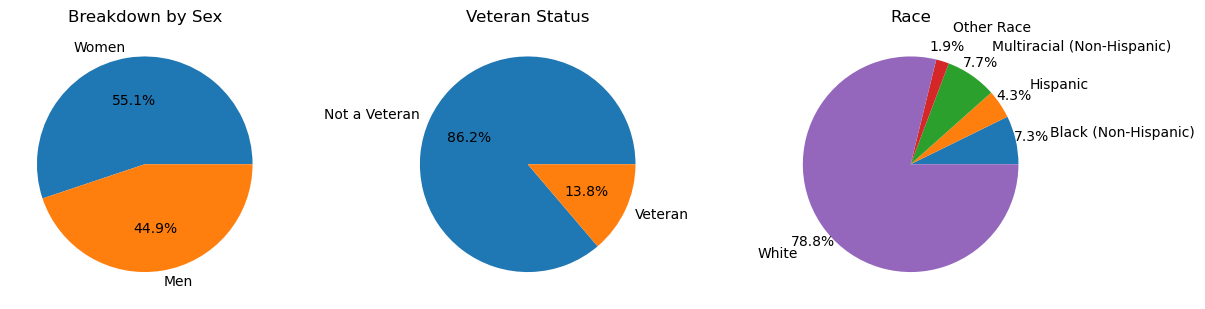 Breakdown by Sex
Women
55.1%
44.9%
Men
Veteran Status
Not a Veteran
86.2%
13.8%
Veteran
Race
Other Race
1.9%
Multiracial (Non-Hispanic)
7.7%
Hispanic
4.3%
Black (Non-Hispanic)
7.3%
78.8%
White